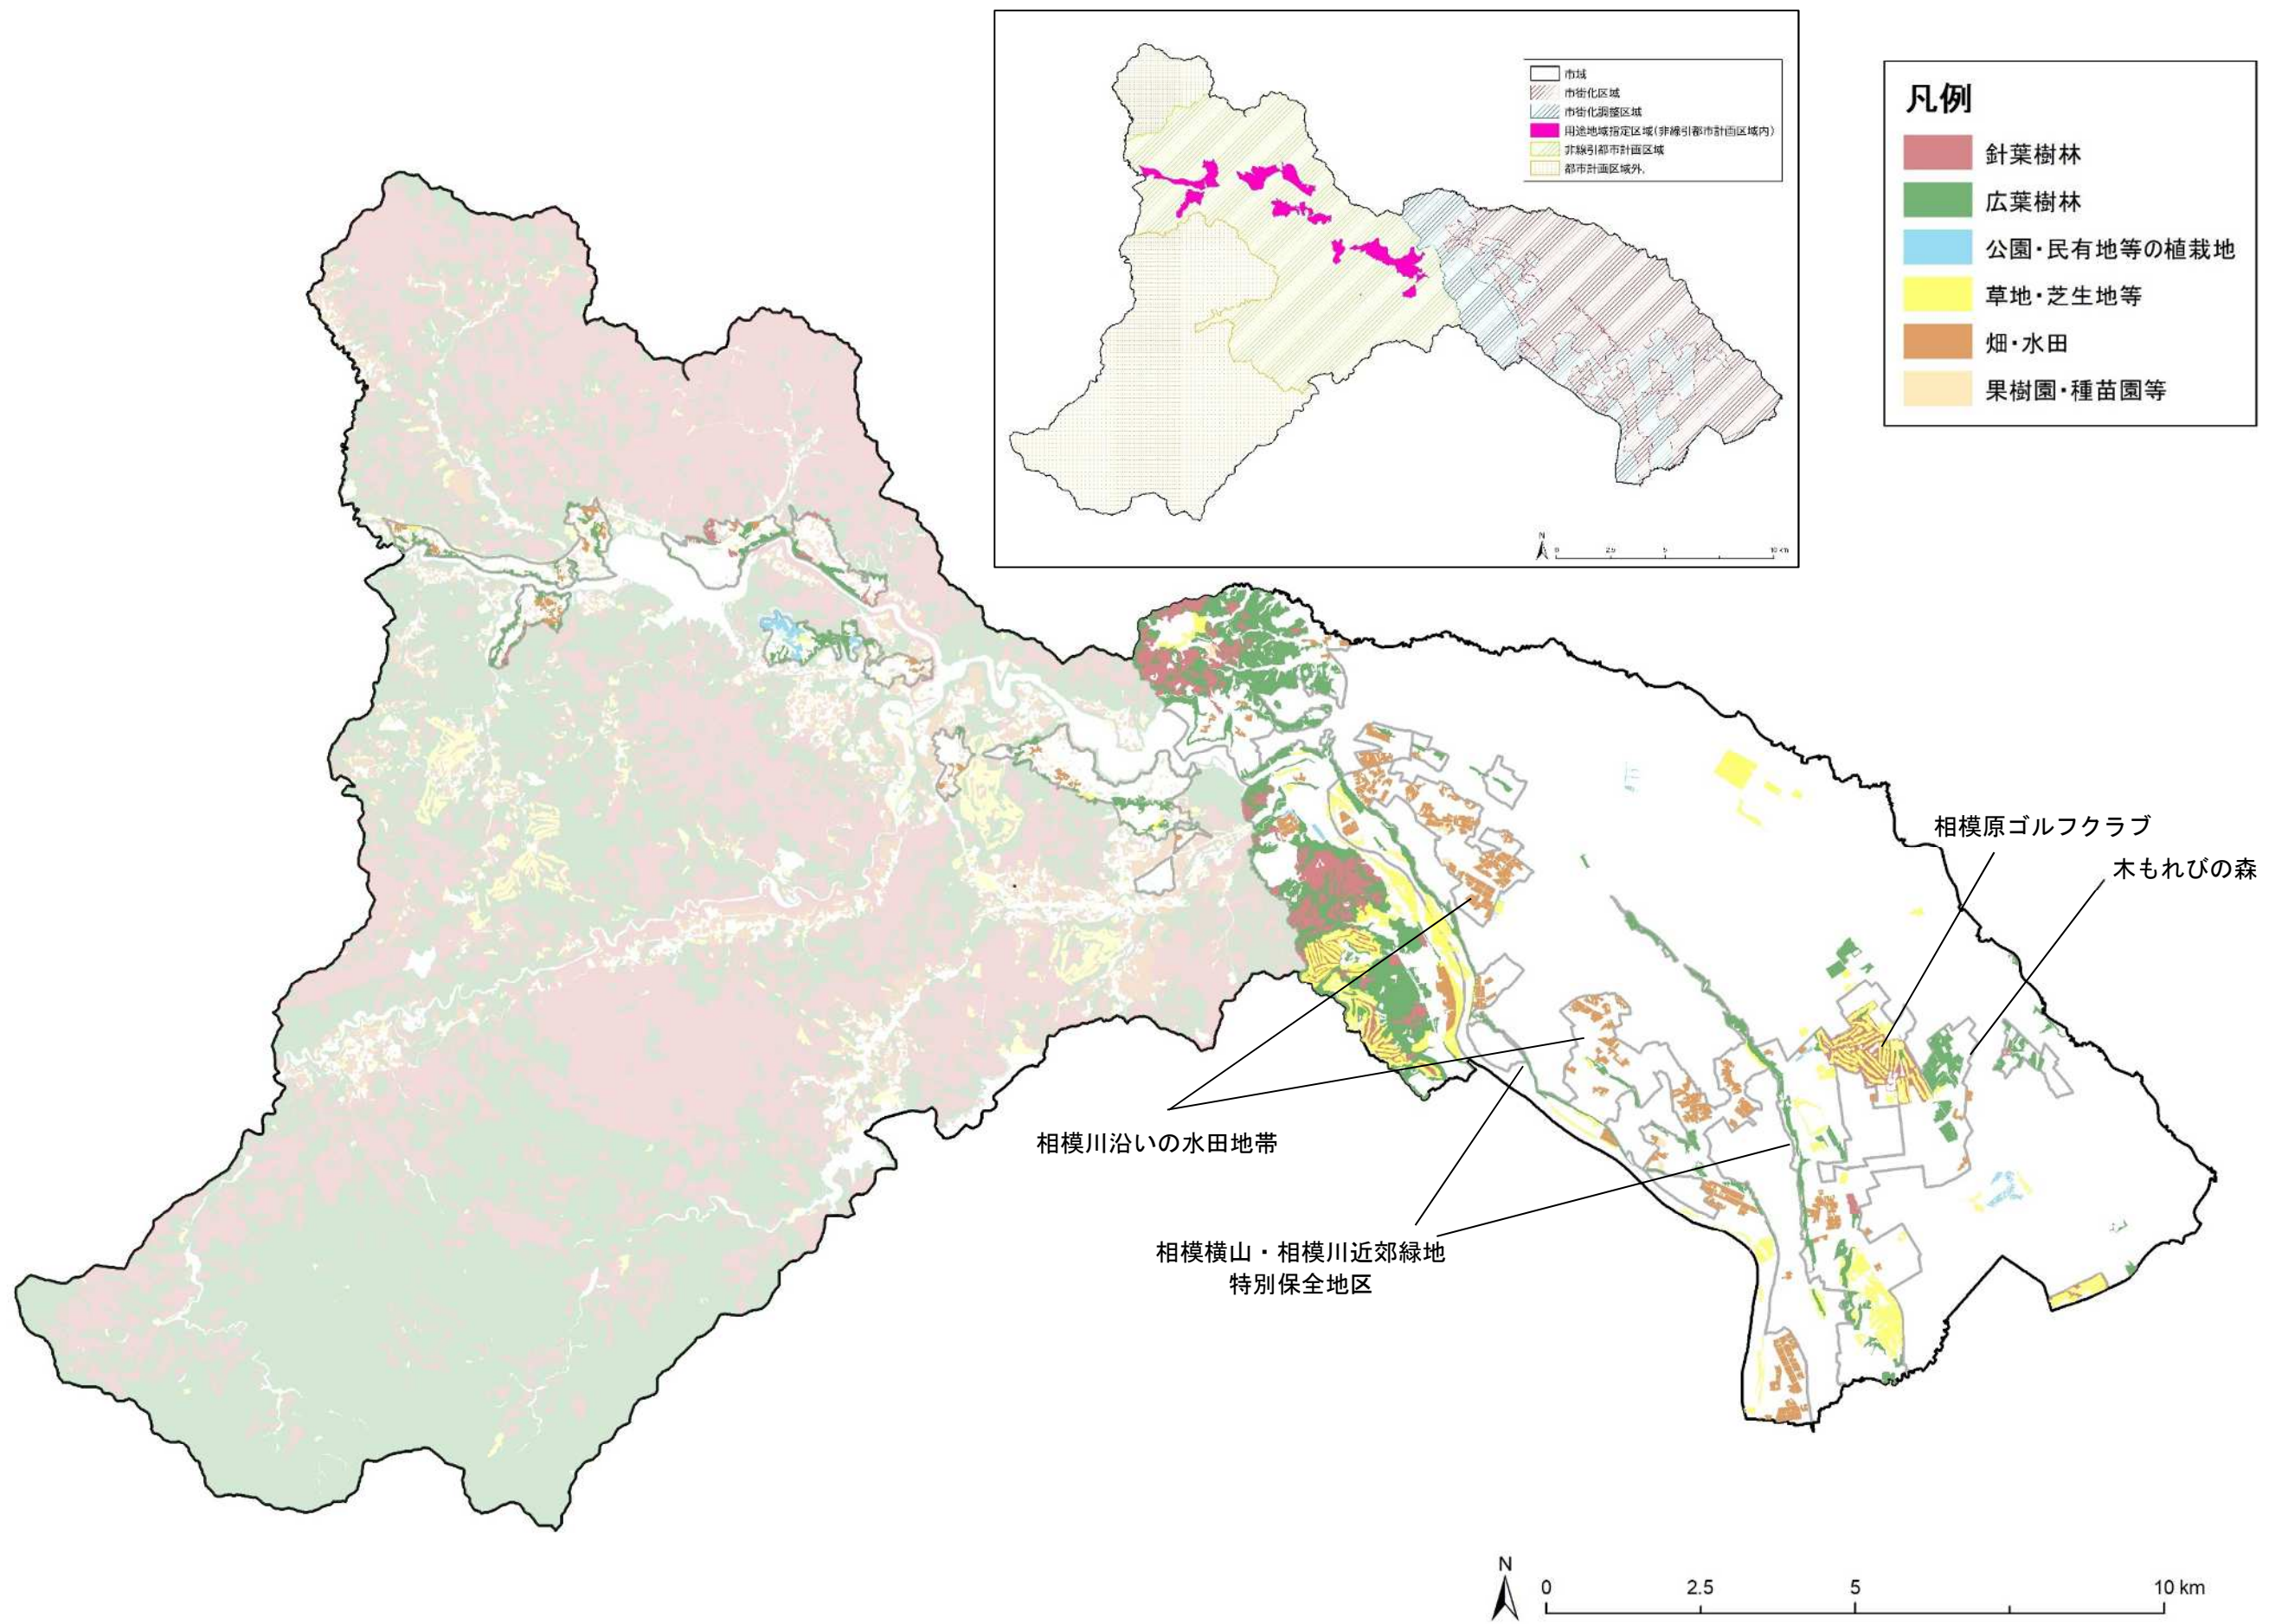 市域
市街化区域
市街化調整区域
用途地域指定区域(非線引都市計画区域内)
非線引都市計画区域
都市計画区域外.
N
0 2.5 5 10 km
凡例
針葉樹林
広葉樹林
公園・民有地等の植栽地
草地・芝生地等
畑・水田
果樹園・種苗園等
相模原ゴルフクラブ
木もれびの森
相模川沿いの水田地帯
相模横山・相模川近郊緑地
特別保全地区
N
0 2.5 5 10 km